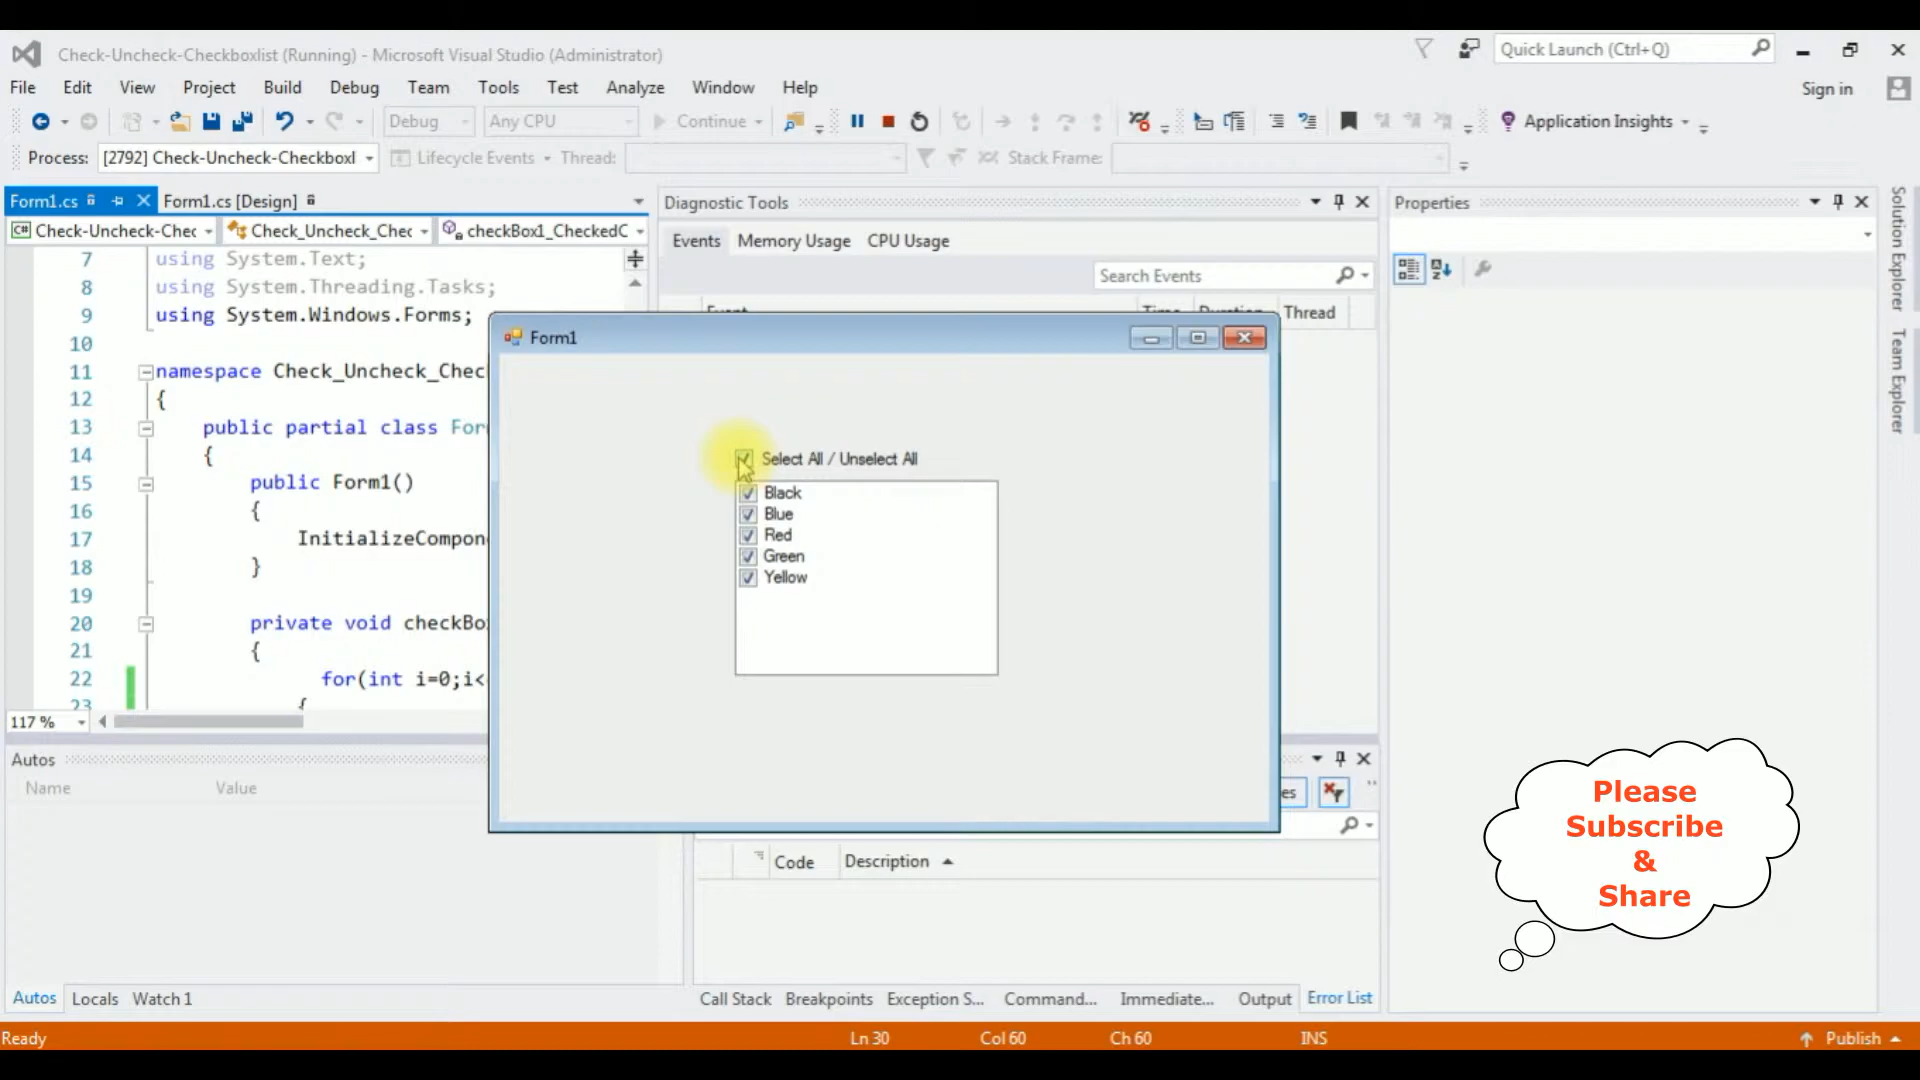 Check-Uncheck-Checkboxlist (Running) - Microsoft Visual Studio (Administrator)
Quick Launch (Ctrl+Q)
File Edit View Project Build Debug Team Tools Test Analyze Window Help
Sign in
Debug Any CPU Continue Application Insights
Process: [2792] Check-Uncheck-Checkboxl Lifecycle Events Thread: Stack Frame:
Form1.cs Form1.cs [Design]
Check-Uncheck-Chec Check_Uncheck_Chec checkBox1_CheckedC
7 using System.Text;
8 using System.Threading.Tasks;
9 using System.Windows.Forms;
10
11 namespace Check_Uncheck_Chec
12 {
13 public partial class For
14 {
15 public Form1()
16 {
17 InitializeCompon
18 }
19
20 private void checkBo
21 {
22 for(int i=0;i<
23 {
117 %
Diagnostic Tools
Events Memory Usage CPU Usage
Search Events
Event Time Duration Thread
Properties
Solution Explorer
Team Explorer
Form1
Select All / Unselect All
Black
Blue
Red
Green
Yellow
Autos
Name Value
es
Code Description
Autos Locals Watch 1
Call Stack Breakpoints Exception S... Command... Immediate... Output Error List
Please
Subscribe
&
Share
Ready Ln 30 Col 60 Ch 60 INS Publish